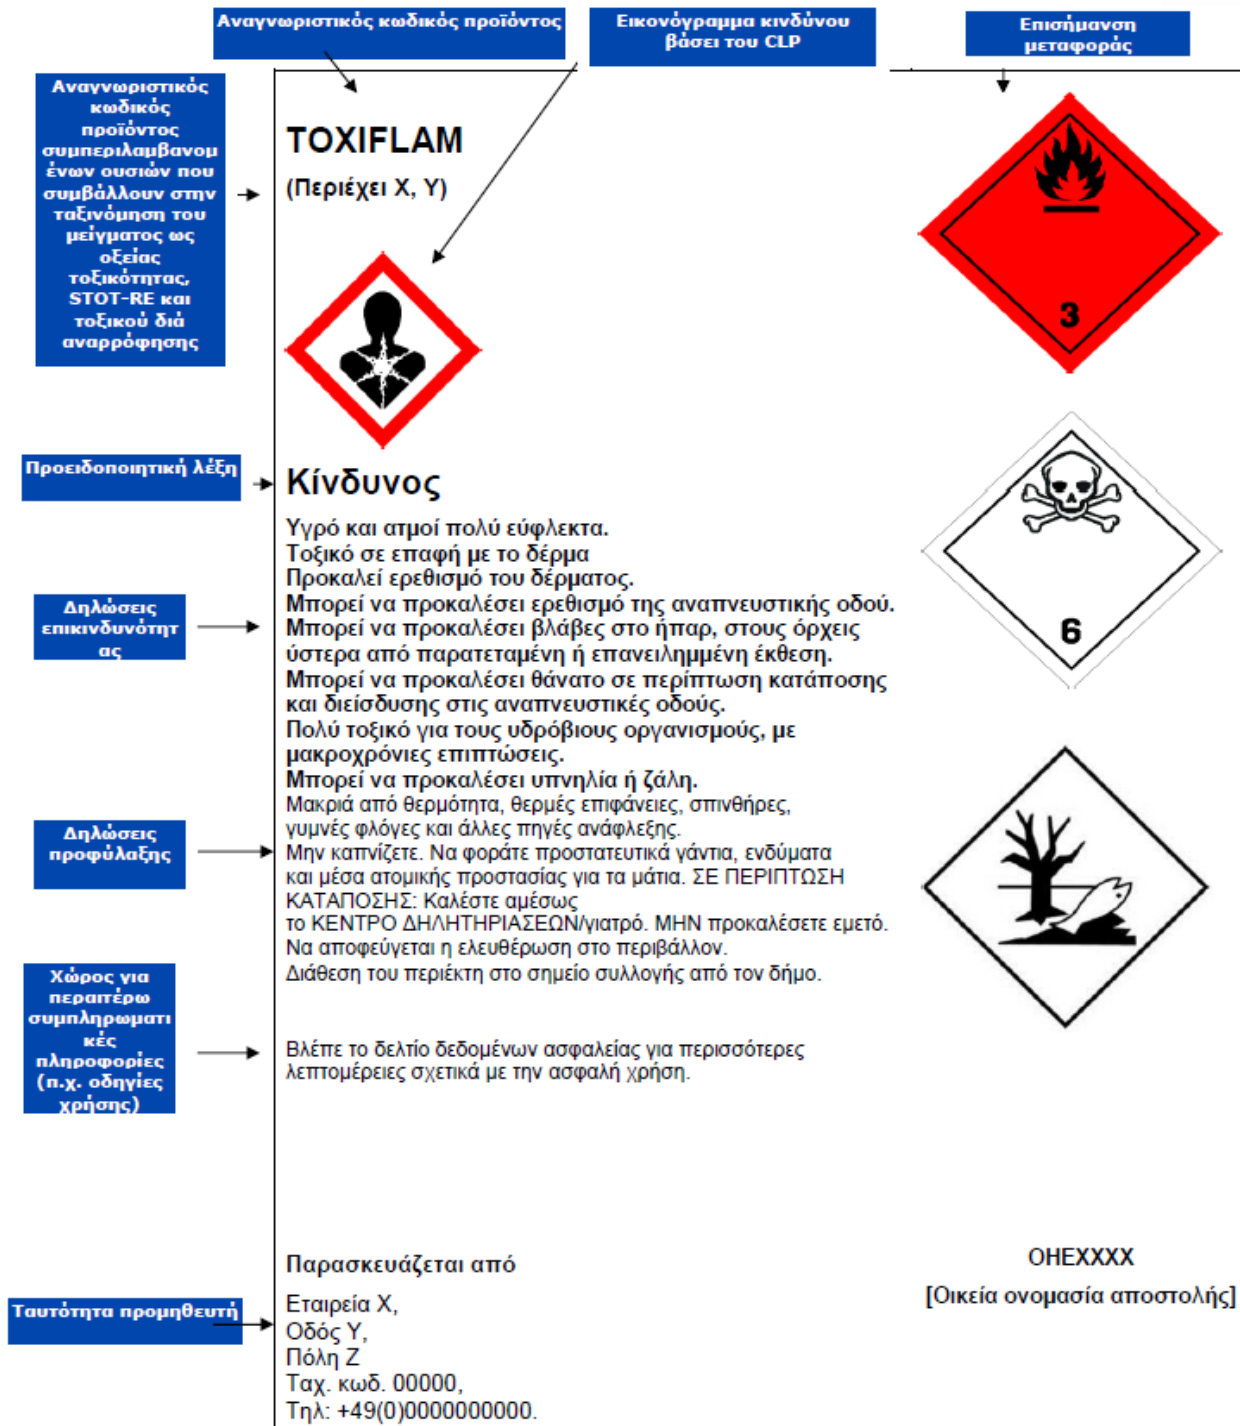 Αναγνωριστικός κωδικός προϊόντος
Εικονόγραμμα κινδύνου
βάσει του CLP
Επισήμανση
μεταφοράς
Αναγνωριστικός
κωδικός
προϊόντος
συμπεριλαμβανομ
ένων ουσιών που
συμβάλλουν στην
ταξινόμηση του
μείγματος ως
οξείας
τοξικότητας,
STOT-RE και
τοξικού διά
αναρρόφησης
TOXIFLAM
(Περιέχει X, Y)
3
Προειδοποιητική λέξη
Κίνδυνος
6
Δηλώσεις
επικινδυνότητ
ας
Υγρό και ατμοί πολύ εύφλεκτα.
Τοξικό σε επαφή με το δέρμα
Προκαλεί ερεθισμό του δέρματος.
Μπορεί να προκαλέσει ερεθισμό της αναπνευστικής οδού.
Μπορεί να προκαλέσει βλάβες στο ήπαρ, στους όρχεις
ύστερα από παρατεταμένη ή επανειλημμένη έκθεση.
Μπορεί να προκαλέσει θάνατο σε περίπτωση κατάποσης
και διείσδυσης στις αναπνευστικές οδούς.
Πολύ τοξικό για τους υδρόβιους οργανισμούς, με
μακροχρόνιες επιπτώσεις.
Μπορεί να προκαλέσει υπνηλία ή ζάλη.
Δηλώσεις
προφύλαξης
Μακριά από θερμότητα, θερμές επιφάνειες, σπινθήρες,
γυμνές φλόγες και άλλες πηγές ανάφλεξης.
Μην καπνίζετε. Να φοράτε προστατευτικά γάντια, ενδύματα
και μέσα ατομικής προστασίας για τα μάτια. ΣΕ ΠΕΡΙΠΤΩΣΗ
ΚΑΤΑΠΟΣΗΣ: Καλέστε αμέσως
το ΚΕΝΤΡΟ ΔΗΛΗΤΗΡΙΑΣΕΩΝ/γιατρό. ΜΗΝ προκαλέσετε εμετό.
Να αποφεύγεται η ελευθέρωση στο περιβάλλον.
Διάθεση του περιέκτη στο σημείο συλλογής από τον δήμο.
Χώρος για
περαιτέρω
συμπληρωματι
κές
πληροφορίες
(π.χ. οδηγίες
χρήσης)
Βλέπε το δελτίο δεδομένων ασφαλείας για περισσότερες
λεπτομέρειες σχετικά με την ασφαλή χρήση.
Παρασκευάζεται από
ΟΗΕΧΧΧΧ
[Οικεία ονομασία αποστολής]
Ταυτότητα προμηθευτή
Εταιρεία X,
Οδός Y,
Πόλη Z
Ταχ. κωδ. 00000,
Τηλ: +49(0)0000000000.